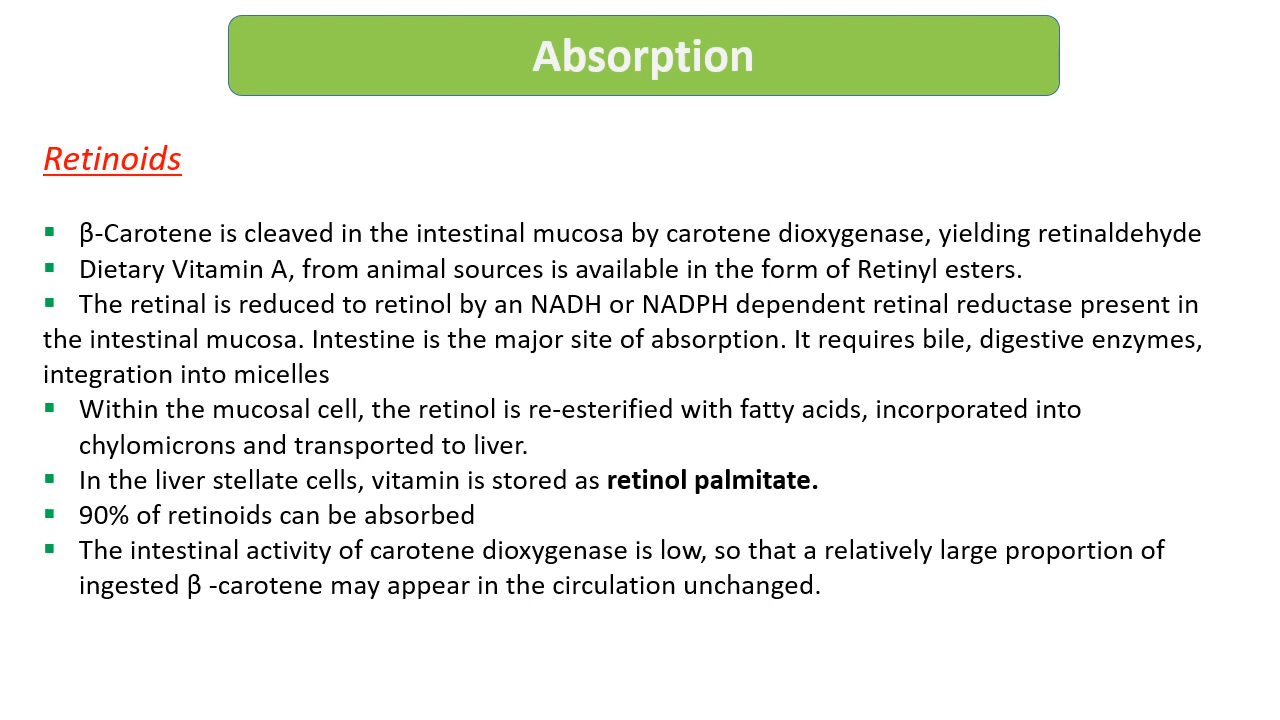 Absorption
Retinoids
▪ β-Carotene is cleaved in the intestinal mucosa by carotene dioxygenase, yielding retinaldehyde
▪ Dietary Vitamin A, from animal sources is available in the form of Retinyl esters.
▪ The retinal is reduced to retinol by an NADH or NADPH dependent retinal reductase present in
the intestinal mucosa. Intestine is the major site of absorption. It requires bile, digestive enzymes,
integration into micelles
▪ Within the mucosal cell, the retinol is re-esterified with fatty acids, incorporated into
chylomicrons and transported to liver.
▪ In the liver stellate cells, vitamin is stored as retinol palmitate.
▪ 90% of retinoids can be absorbed
▪ The intestinal activity of carotene dioxygenase is low, so that a relatively large proportion of
ingested β -carotene may appear in the circulation unchanged.